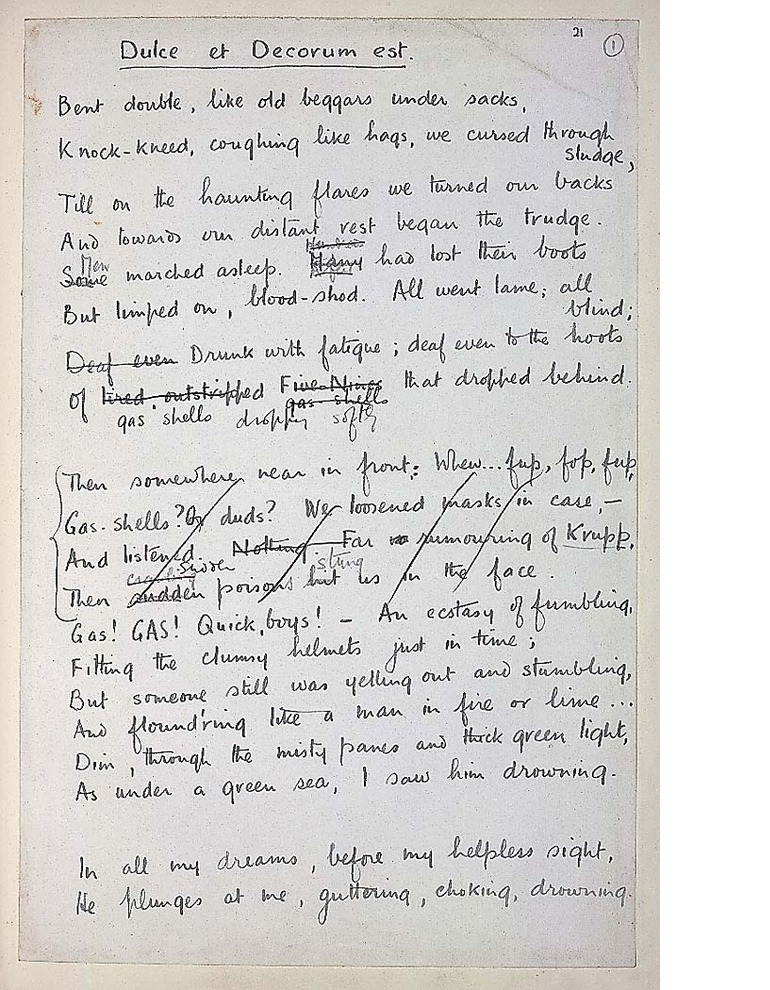 21
1
Dulce et Decorum est.
Bent double, like old beggars under sacks,
Knock-kneed, coughing like hags, we cursed through
sludge,
Till on the haunting flares we turned our backs
And towards our distant rest began the trudge.
Men
Some marched asleep. Many had lost their boots
But limped on, blood-shod. All went lame; all
blind;
Deaf even Drunk with fatigue; deaf even to the hoots
of tired outstripped Five-Nines that dropped behind.
gas shells dropping softly gas-shells
Then somewhere near in front: Whew... fup, fop, fup,
Gas-shells? Or duds? We loosened masks in case,—
And listened. Nothing. Far rumouring of Krupp.
stung
Then sudden poisons hit us in the face.
Gas! GAS! Quick, boys! — An ecstasy of fumbling,
Fitting the clumsy helmets just in time;
But someone still was yelling out and stumbling,
And flound'ring like a man in fire or lime...
Dim, through the misty panes and thick green light,
As under a green sea, I saw him drowning.
In all my dreams, before my helpless sight,
He plunges at me, guttering, choking, drowning.